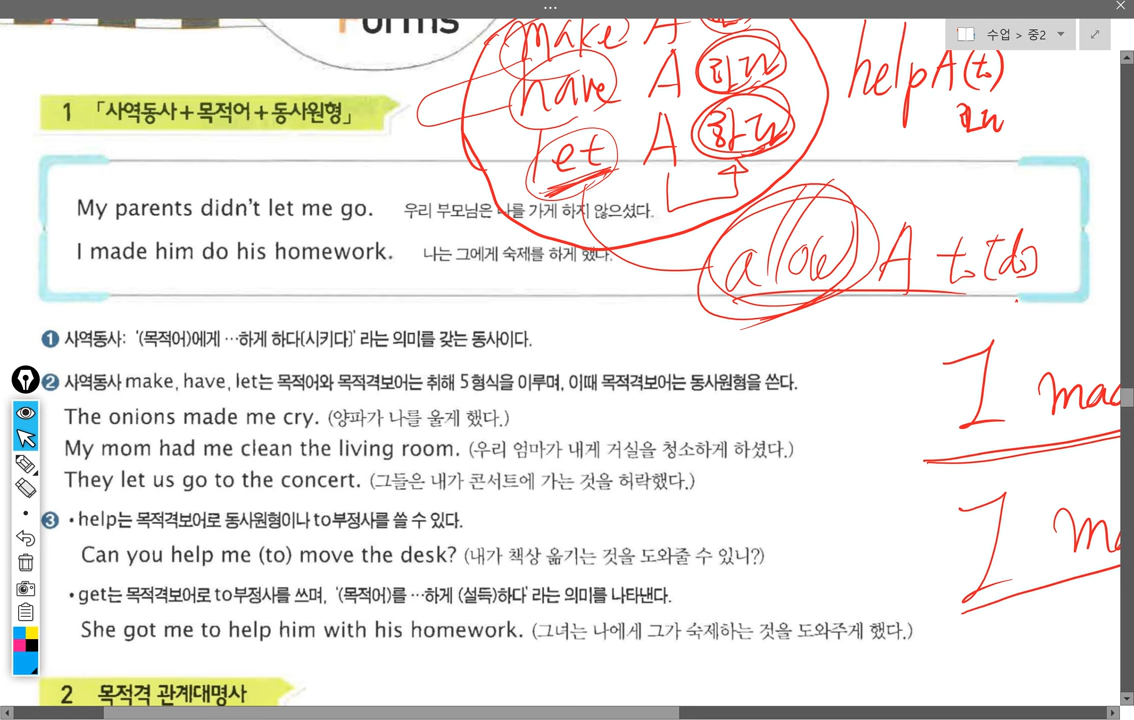 Forms
make A
have A 한다
let A 한다
help A (to)
allow A to (do)
수업 > 중2
1 「사역동사+목적어+동사원형」
My parents didn't let me go. 우리 부모님은 나를 가게 하지 않으셨다.
I made him do his homework. 나는 그에게 숙제를 하게 했다.
❶ 사역동사: '(목적어)에게 …하게 하다(시키다)' 라는 의미를 갖는 동사이다.
I
❷ 사역동사 make, have, let는 목적어와 목적격보어는 취해 5형식을 이루며, 이때 목적격보어는 동사원형을 쓴다.
The onions made me cry. (양파가 나를 울게 했다.)
My mom had me clean the living room. (우리 엄마가 내게 거실을 청소하게 하셨다.)
They let us go to the concert. (그들은 내가 콘서트에 가는 것을 허락했다.)
❸ •help는 목적격보어로 동사원형이나 to부정사를 쓸 수 있다.
I
Can you help me (to) move the desk? (내가 책상 옮기는 것을 도와줄 수 있니?)
•get는 목적격보어로 to부정사를 쓰며, '(목적어)를 …하게 (설득)하다' 라는 의미를 나타낸다.
She got me to help him with his homework. (그녀는 나에게 그가 숙제하는 것을 도와주게 했다.)
2 목적격 관계대명사